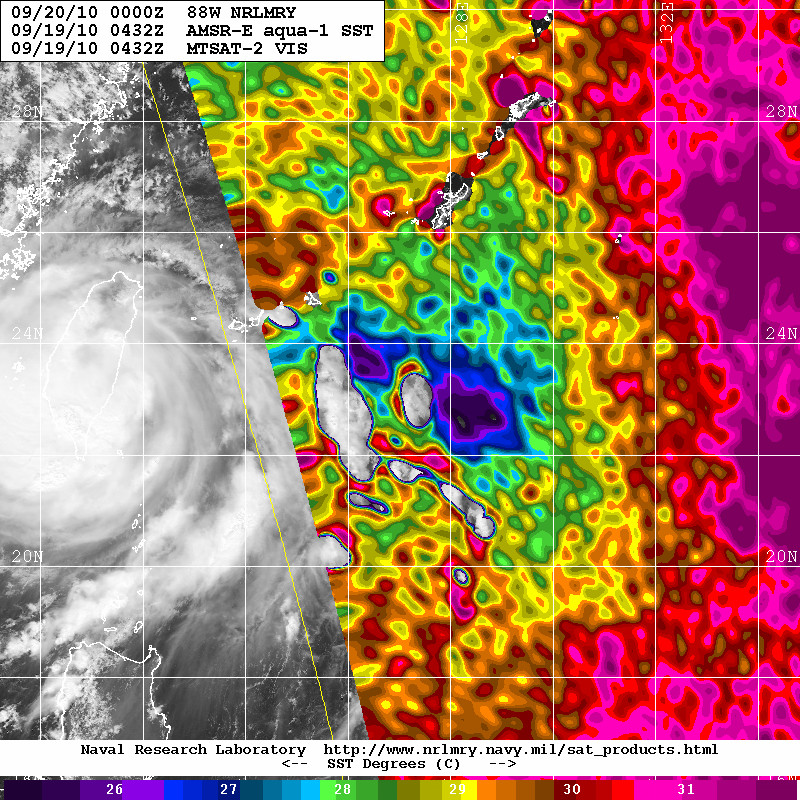 09/20/10 0000Z 88W NRLMRY
09/19/10 0432Z AMSR-E aqua-1 SST
09/19/10 0432Z MTSAT-2 VIS
128E
132E
28N 28N
24N 24N
20N 20N
Naval Research Laboratory http://www.nrlmry.navy.mil/sat_products.html
<-- SST Degrees (C) -->
26 27 28 29 30 31